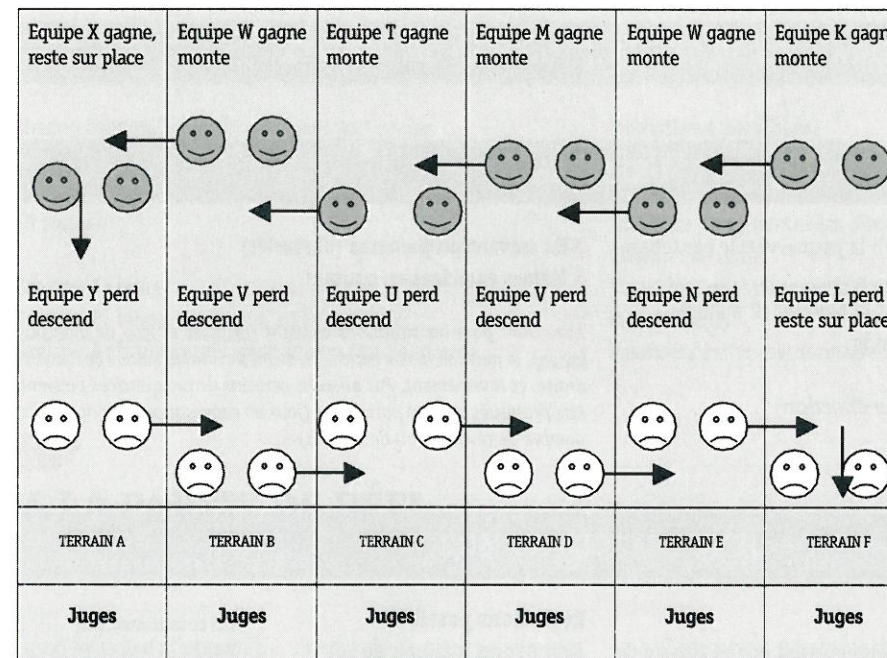 Equipe X gagne,
reste sur place
Equipe W gagne
monte
Equipe T gagne
monte
Equipe M gagne
monte
Equipe W gagne
monte
Equipe K gagn
monte
Equipe Y perd
descend
Equipe V perd
descend
Equipe U perd
descend
Equipe V perd
descend
Equipe N perd
descend
Equipe L perd
reste sur place
TERRAIN A
TERRAIN B
TERRAIN C
TERRAIN D
TERRAIN E
TERRAIN F
Juges
Juges
Juges
Juges
Juges
Juges